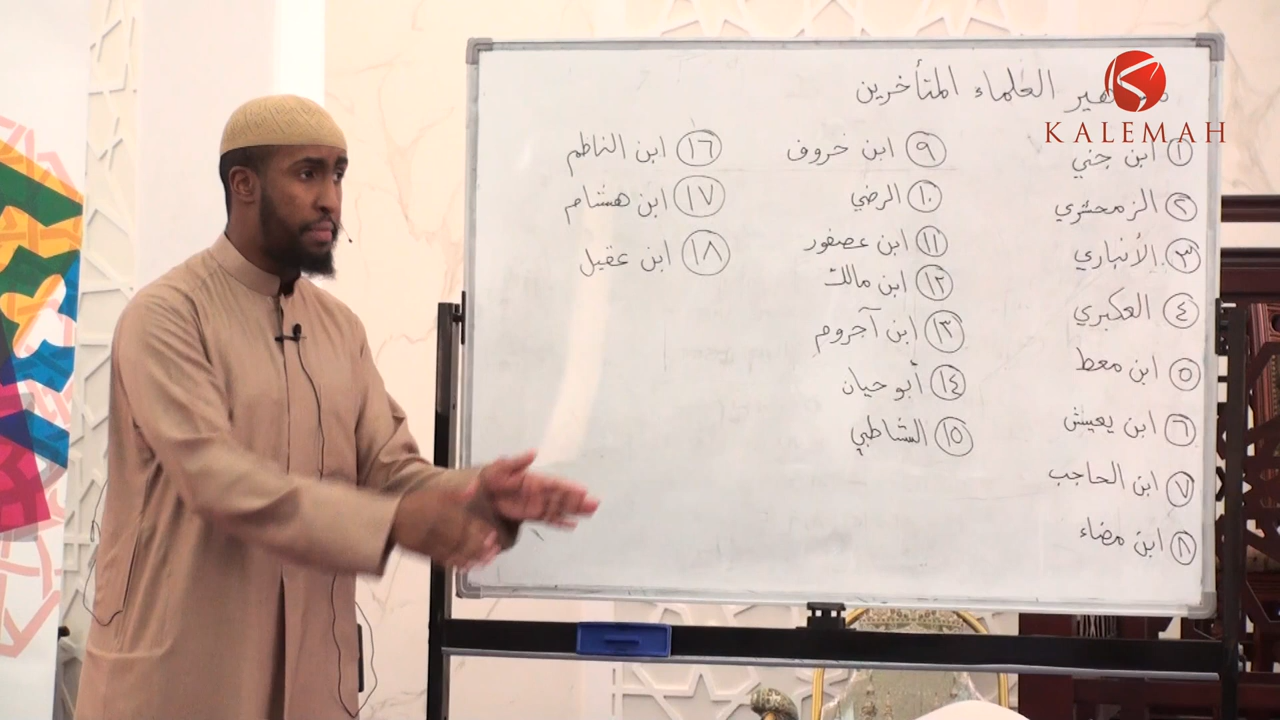 العلماء المتأخرين
KALEMAH
١ ابن جني
٢ الزمخشري
٣ الأنباري
٤ العكبري
٥ ابن معط
٦ ابن يعيش
٧ ابن الحاجب
٨ ابن مضاء
٩ ابن خروف
١٠ الرضي
١١ ابن عصفور
١٢ ابن مالك
١٣ ابن آجروم
١٤ أبو حيان
١٥ الشاطبي
١٦ ابن الناظم
١٧ ابن هشام
١٨ ابن عقيل